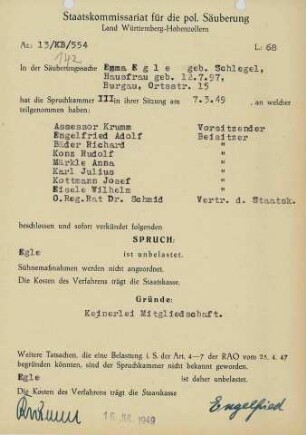 Staatskommissariat für die pol. Säuberung
Land Württemberg-Hohenzollern
Az: 13/KB/554
L: 68
142
In der Säuberungssache Emma Egle geb. Schlegel,
Hausfrau geb. 12.7.97,
Burgau, Ortsstr. 15
hat die Spruchkammer III in ihrer Sitzung am 7.3.49, an welcher
teilgenommen haben:
Assessor Krumm Vorsitzender
Engelfried Adolf Beisitzer
Bäder Richard "
Konz Rudolf "
Märkle Anna "
Karl Julius "
Kottmann Josef "
Eisele Wilhelm "
O.Reg.Rat Dr. Schmid Vertr. d. Staatsk.
beschlossen und sofort verkündet folgenden
SPRUCH:
Egle ist unbelastet.
Sühnemaßnahmen werden nicht angeordnet.
Die Kosten des Verfahrens trägt die Staatskasse.
Gründe:
Keinerlei Mitgliedschaft.
Weitere Tatsachen, die eine Belastung i. S. der Art. 4-7 der RAO vom 25. 4. 47
begründen könnten, sind der Spruchkammer nicht bekannt geworden.
Egle ist daher unbelastet.
Die Kosten des Verfahrens trägt die Staatskasse
1949
Engelfried